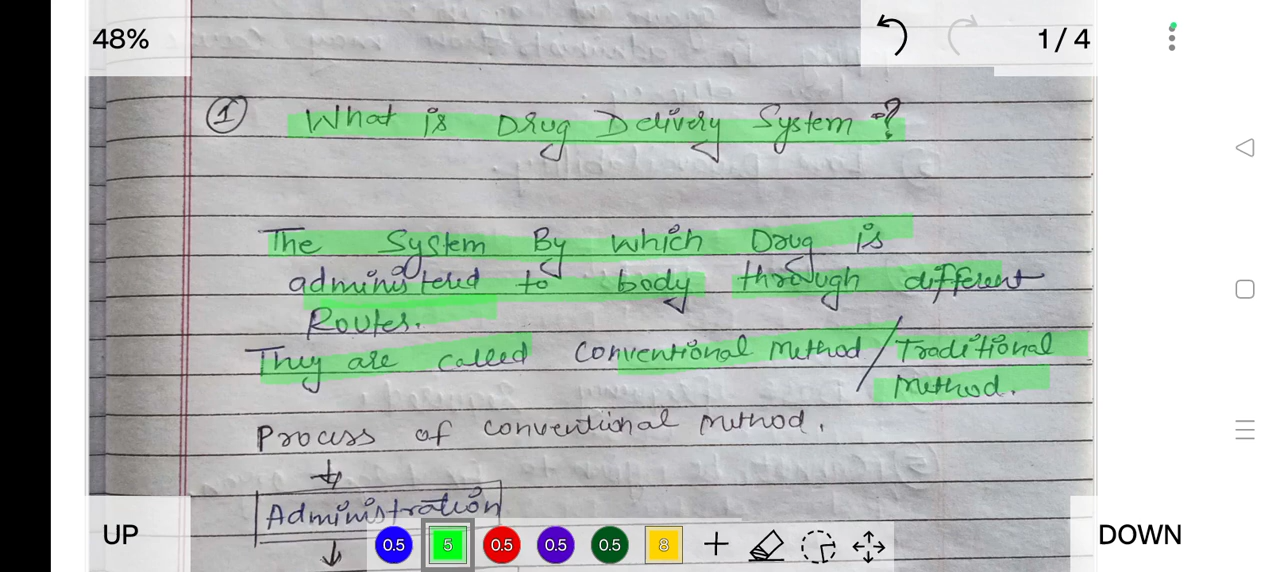 48%
1/4
① What is Drug Delivery System?
The System By which Drug is
administered to body through different
Routes.
They are called Conventional Method / Traditional
Method.
Process of conventional method.
↓
Administration
↓
UP
0.5 5 0.5 0.5 0.5 8
DOWN